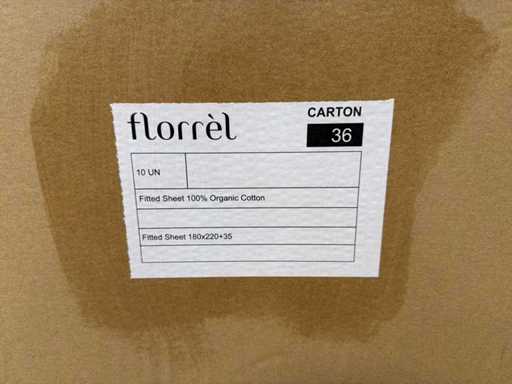 florrèl
CARTON
36
10 UN
Fitted Sheet 100% Organic Cotton
Fitted Sheet 180x220+35